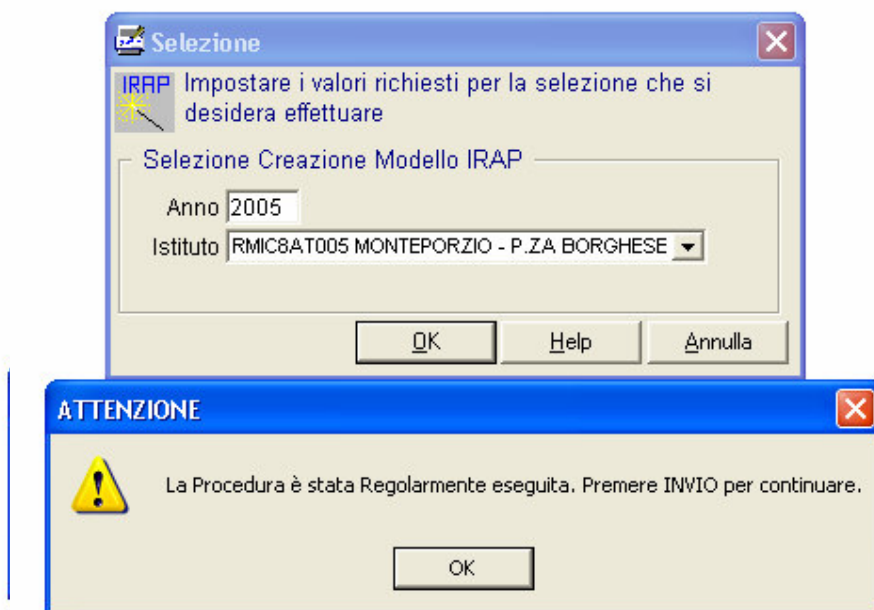 Selezione
IRAP Impostare i valori richiesti per la selezione che si
desidera effettuare
Selezione Creazione Modello IRAP
Anno 2005
Istituto RMIC8AT005 MONTEPORZIO - P.ZA BORGHESE
OK Help Annulla
ATTENZIONE
La Procedura è stata Regolarmente eseguita. Premere INVIO per continuare.
OK